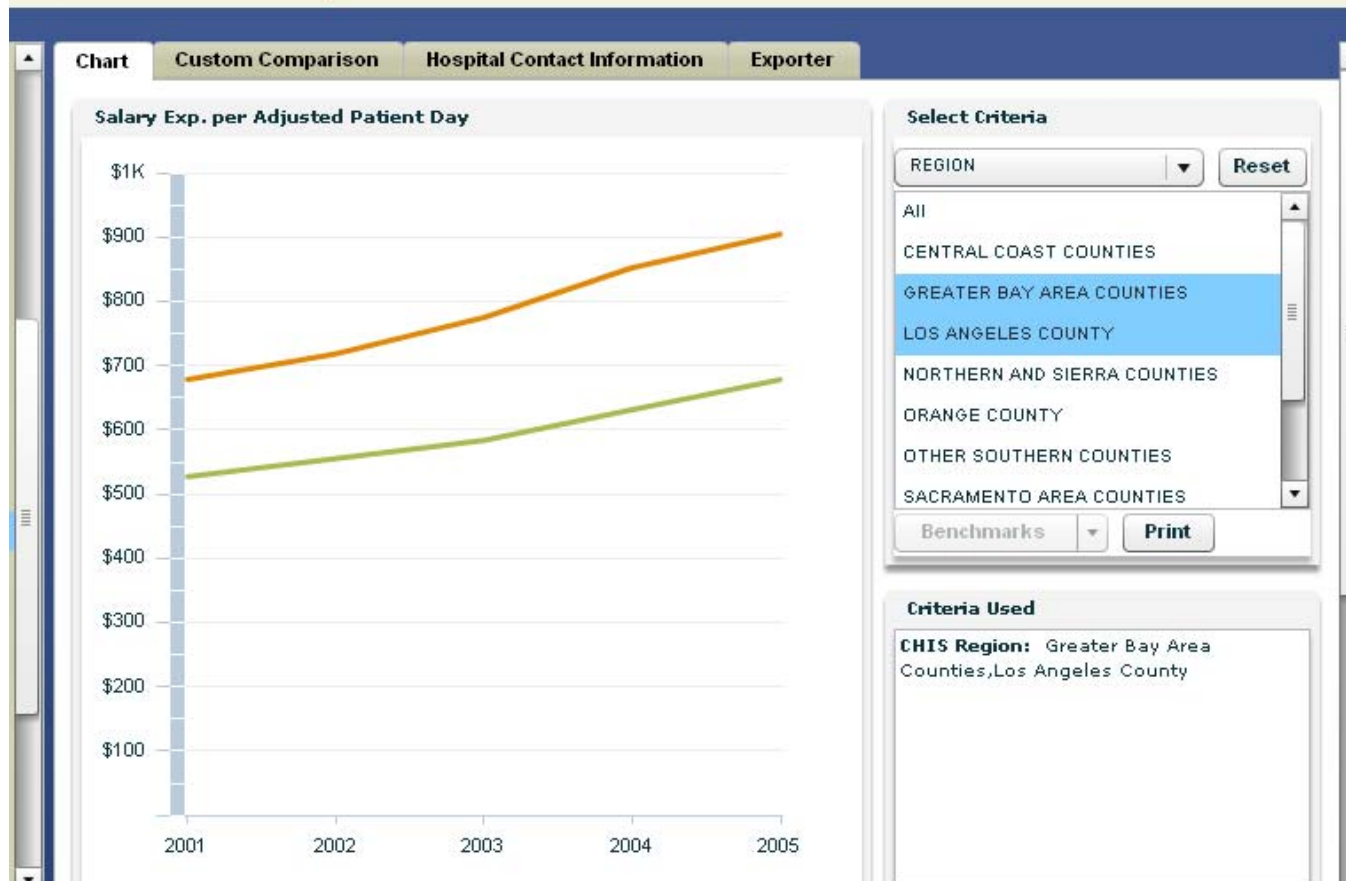 Chart Custom Comparison Hospital Contact Information Exporter
Salary Exp. per Adjusted Patient Day
$1K
$900
$800
$700
$600
$500
$400
$300
$200
$100
2001 2002 2003 2004 2005
Select Criteria
REGION Reset
All
CENTRAL COAST COUNTIES
GREATER BAY AREA COUNTIES
LOS ANGELES COUNTY
NORTHERN AND SIERRA COUNTIES
ORANGE COUNTY
OTHER SOUTHERN COUNTIES
SACRAMENTO AREA COUNTIES
Benchmarks Print
Criteria Used
CHIS Region: Greater Bay Area
Counties,Los Angeles County